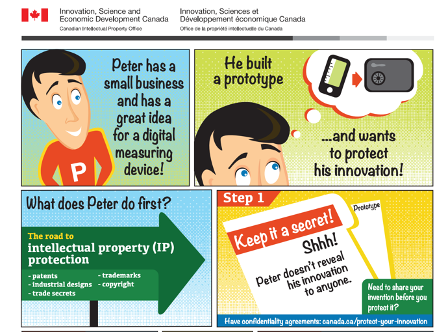 Innovation, Science and
Economic Development Canada
Canadian Intellectual Property Office
Innovation, Sciences et
Développement économique Canada
Office de la propriété intellectuelle du Canada
Peter has a
small business
and has a
great idea
for a digital
measuring
device!
P
He built
a prototype
...and wants
to protect
his innovation!
What does Peter do first?
The road to
intellectual property (IP)
protection
- patents
- industrial designs
- trade secrets
- trademarks
- copyright
Step 1
Keep it a secret!
Shhh!
Peter doesn't reveal
his innovation
to anyone.
Prototype
Need to share your
invention before you
protect it?
Have confidentiality agreements: canada.ca/protect-your-innovation